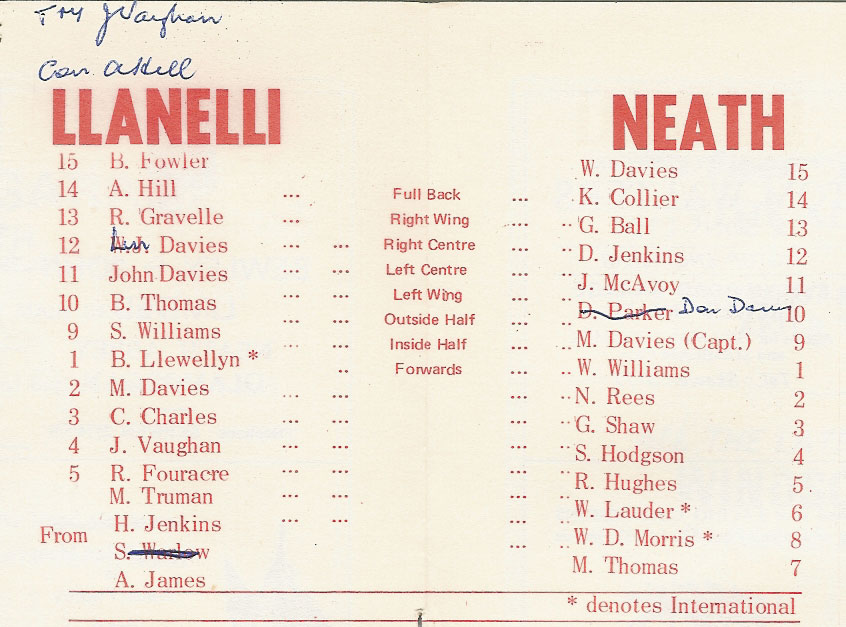 Try J Vaughan
Con A Hill
LLANELLI
15 B. Fowler
14 A. Hill ...
13 R. Gravelle ...
12 W.J. Davies ... ...
11 John Davies ... ...
10 B. Thomas ... ...
9 S. Williams ... ...
1 B. Llewellyn * ..
2 M. Davies ... ...
3 C. Charles ... ...
4 J. Vaughan ... ...
5 R. Fouracre ... ...
M. Truman ... ...
H. Jenkins ... ...
From
S. Warlow
A. James
Full Back ...
Right Wing ...
Right Centre ...
Left Centre ...
Left Wing ...
Outside Half ...
Inside Half ...
Forwards ...
NEATH
W. Davies 15
K. Collier 14
G. Ball 13
D. Jenkins 12
J. McAvoy 11
D. Parker Dav Davies 10
M. Davies (Capt.) 9
W. Williams 1
N. Rees 2
G. Shaw 3
S. Hodgson 4
R. Hughes 5.
W. Lauder * 6
W. D. Morris * 8
M. Thomas 7
* denotes International